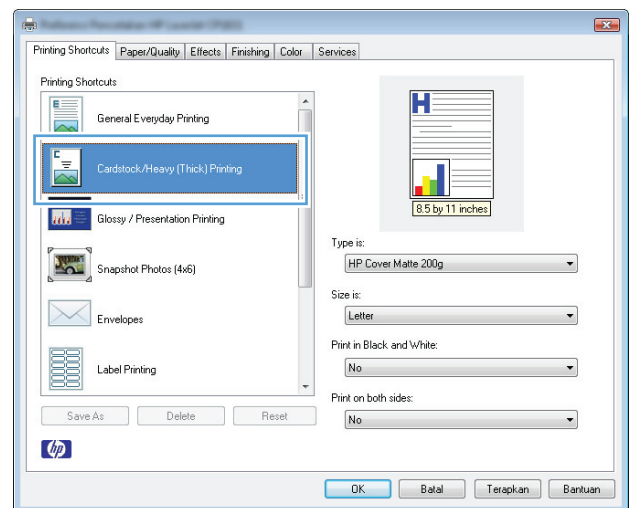 Printing Shortcuts
Paper/Quality
Effects
Finishing
Color
Services
Printing Shortcuts
General Everyday Printing
Cardstock/Heavy (Thick) Printing
Glossy / Presentation Printing
Snapshot Photos (4x6)
Envelopes
Label Printing
Save As
Delete
Reset
8.5 by 11 inches
Type is:
HP Cover Matte 200g
Size is:
Letter
Print in Black and White:
No
Print on both sides:
No
OK
Batal
Terapkan
Bantuan